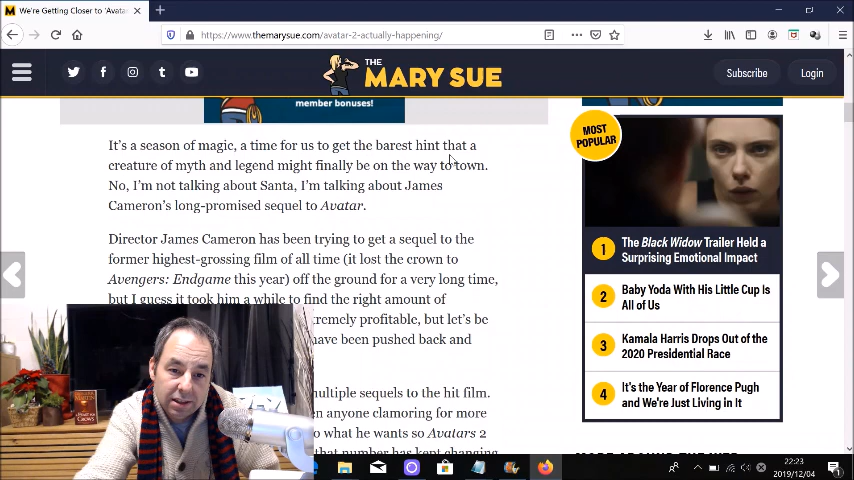 We're Getting Closer to 'Avatar
https://www.themarysue.com/avatar-2-actually-happening/
THE
MARY SUE
Subscribe
Login
member bonuses!
It's a season of magic, a time for us to get the barest hint that a
creature of myth and legend might finally be on the way to town.
No, I'm not talking about Santa, I'm talking about James
Cameron's long-promised sequel to Avatar.
Director James Cameron has been trying to get a sequel to the
former highest-grossing film of all time (it lost the crown to
Avengers: Endgame this year) off the ground for a very long time,
but I guess it took him a while to find the right amount of
tremely profitable, but let's be
have been pushed back and
multiple sequels to the hit film.
en anyone clamoring for more
o what he wants so Avatars 2
that number has kept changing
MOST
POPULAR
1 The Black Widow Trailer Held a
Surprising Emotional Impact
2 Baby Yoda With His Little Cup Is
All of Us
3 Kamala Harris Drops Out of the
2020 Presidential Race
4 It's the Year of Florence Pugh
and We're Just Living in It
22:23
2019/12/04